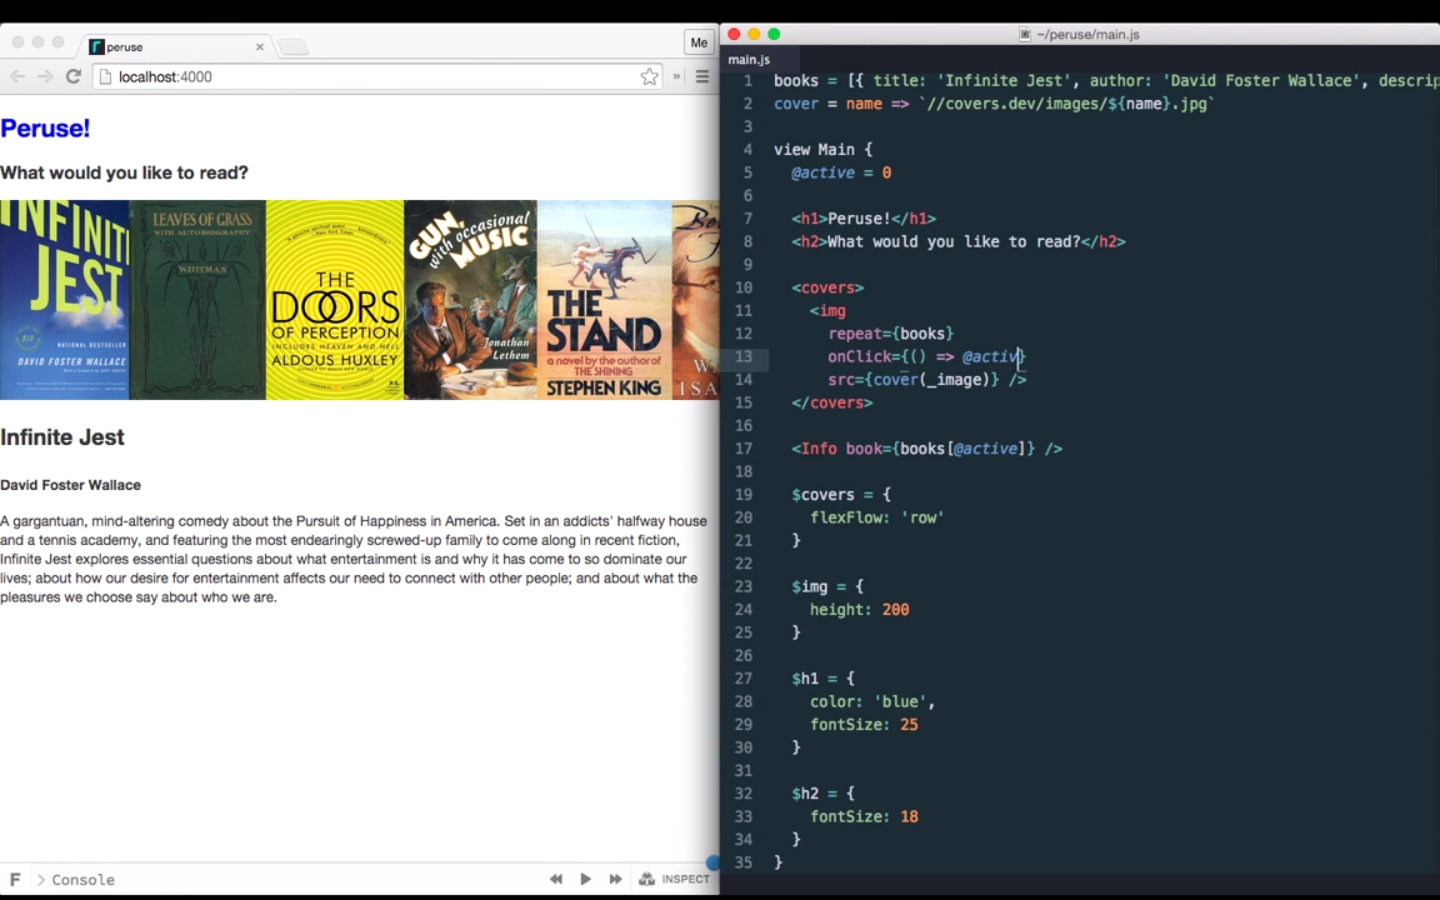 peruse
Me
localhost:4000
Peruse!
What would you like to read?
INFINIT
JEST
NATIONAL BESTSELLER
DAVID FOSTER WALLACE
LEAVES OF GRASS
WITH AUTOBIOGRAPHY
WHITMAN
THE
DOORS
OF PERCEPTION
INCLUDES HEAVEN AND HELL
ALDOUS HUXLEY
GUN,
with occasional
MUSIC
Jonathan
Lethem
THE
STAND
a novel by the author of
THE SHINING
STEPHEN KING
W.
ISA
Infinite Jest
David Foster Wallace
A gargantuan, mind-altering comedy about the Pursuit of Happiness in America. Set in an addicts' halfway house
and a tennis academy, and featuring the most endearingly screwed-up family to come along in recent fiction,
Infinite Jest explores essential questions about what entertainment is and why it has come to so dominate our
lives; about how our desire for entertainment affects our need to connect with other people; and about what the
pleasures we choose say about who we are.
F > Console
INSPECT
~/peruse/main.js
main.js
1 books = [{ title: 'Infinite Jest', author: 'David Foster Wallace', descrip
2 cover = name => `//covers.dev/images/${name}.jpg`
3
4 view Main {
5 @active = 0
6
7 <h1>Peruse!</h1>
8 <h2>What would you like to read?</h2>
9
10 <covers>
11 <img
12 repeat={books}
13 onClick={() => @activ}
14 src={cover(_image)} />
15 </covers>
16
17 <Info book={books[@active]} />
18
19 $covers = {
20 flexFlow: 'row'
21 }
22
23 $img = {
24 height: 200
25 }
26
27 $h1 = {
28 color: 'blue',
29 fontSize: 25
30 }
31
32 $h2 = {
33 fontSize: 18
34 }
35 }